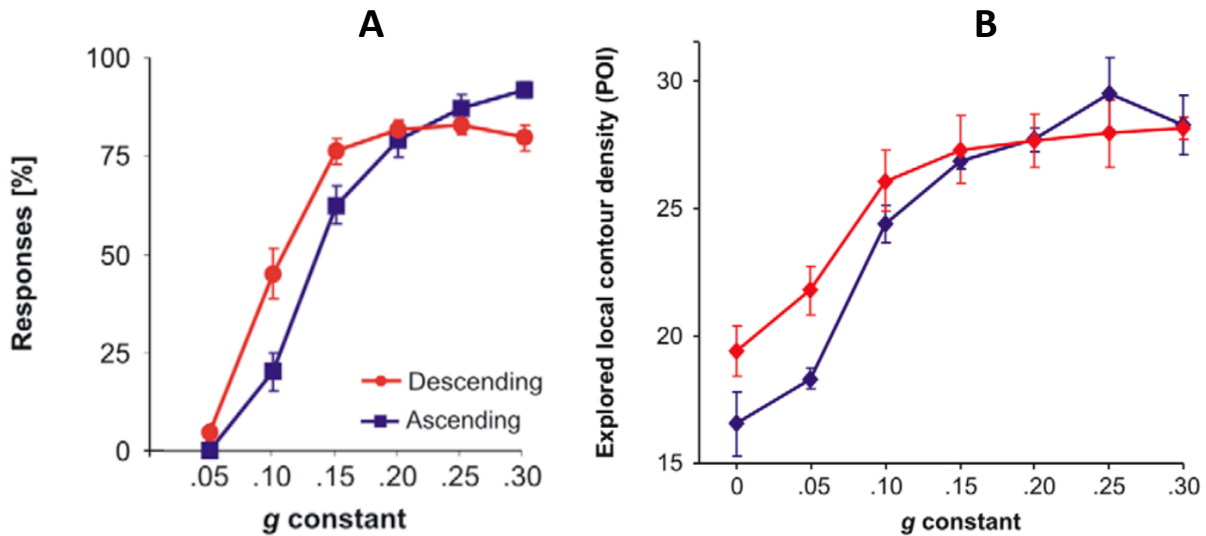 A
Responses [%]
100
75
50
25
0
Descending
Ascending
.05 .10 .15 .20 .25 .30
g constant
B
Explored local contour density (POI)
30
25
20
15
0 .05 .10 .15 .20 .25 .30
g constant